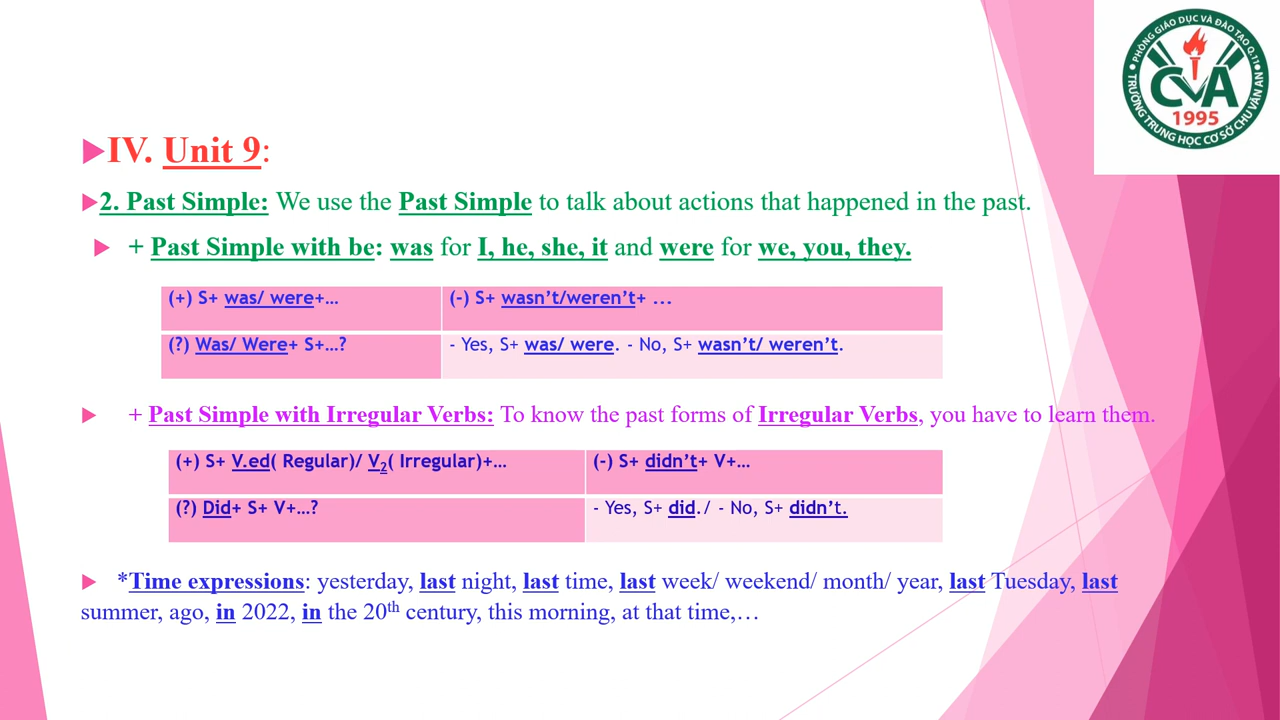 PHÒNG GIÁO DỤC VÀ ĐÀO TẠO Q.11
CVA
1995
TRƯỜNG TRUNG HỌC CƠ SỞ CHU VĂN AN
IV. Unit 9:
2. Past Simple: We use the Past Simple to talk about actions that happened in the past.
+ Past Simple with be: was for I, he, she, it and were for we, you, they.
(+) S+ was/ were+… (-) S+ wasn’t/weren’t+ …
(?) Was/ Were+ S+…? - Yes, S+ was/ were. - No, S+ wasn’t/ weren’t.
+ Past Simple with Irregular Verbs: To know the past forms of Irregular Verbs, you have to learn them.
(+) S+ V.ed( Regular)/ V2( Irregular)+… (-) S+ didn’t+ V+…
(?) Did+ S+ V+…? - Yes, S+ did./ - No, S+ didn’t.
*Time expressions: yesterday, last night, last time, last week/ weekend/ month/ year, last Tuesday, last
summer, ago, in 2022, in the 20th century, this morning, at that time,…